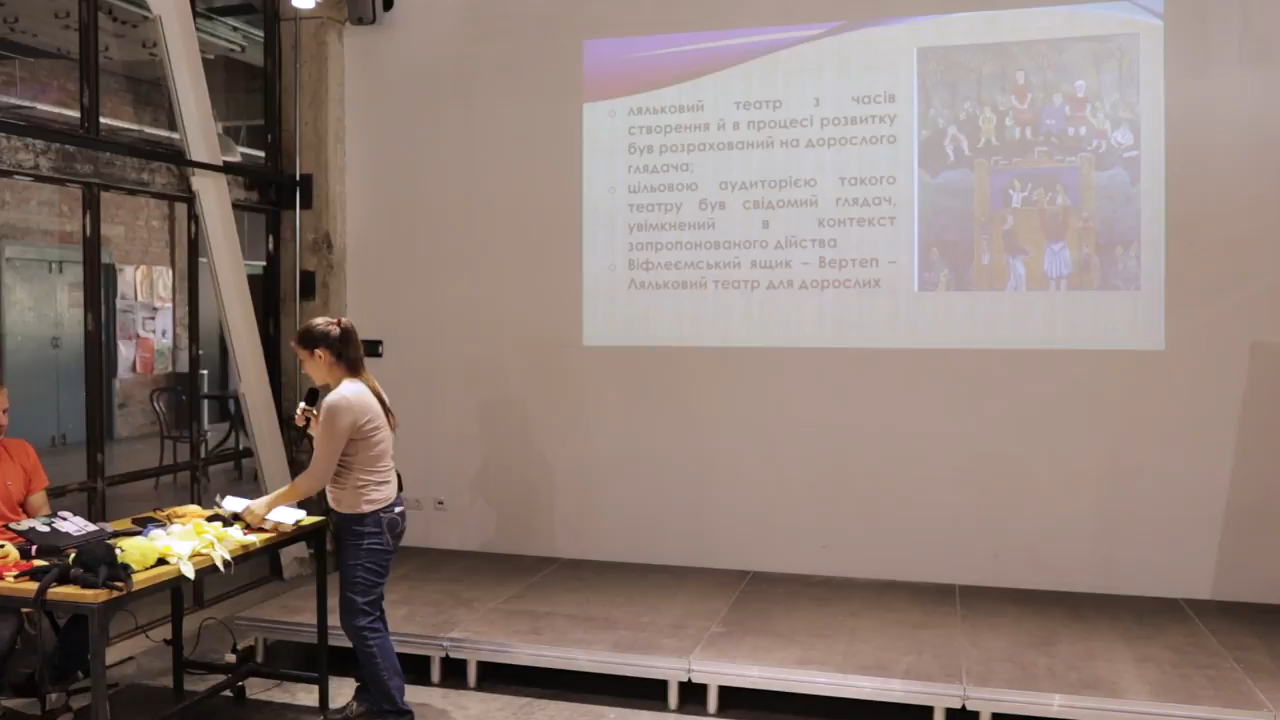 ляльковий театр з часів
створення й в процесі розвитку
був розрахований на дорослого
глядача;
цільовою аудиторією такого
театру був свідомий глядач,
увімкнений в контекст
запропонованого дійства
Віфлеємський ящик – Вертеп –
Ляльковий театр для дорослих